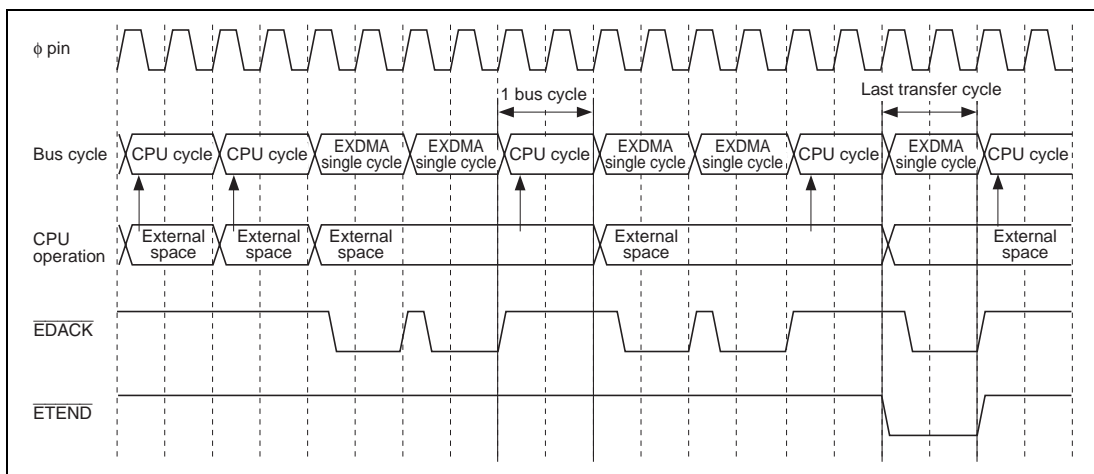 ϕ pin
1 bus cycle
Last transfer cycle
Bus cycle
CPU cycle
CPU cycle
EXDMA
single cycle
EXDMA
single cycle
CPU cycle
EXDMA
single cycle
EXDMA
single cycle
CPU cycle
EXDMA
single cycle
CPU cycle
CPU
operation
External
space
External
space
External
space
External
space
External
space
EDACK
ETEND